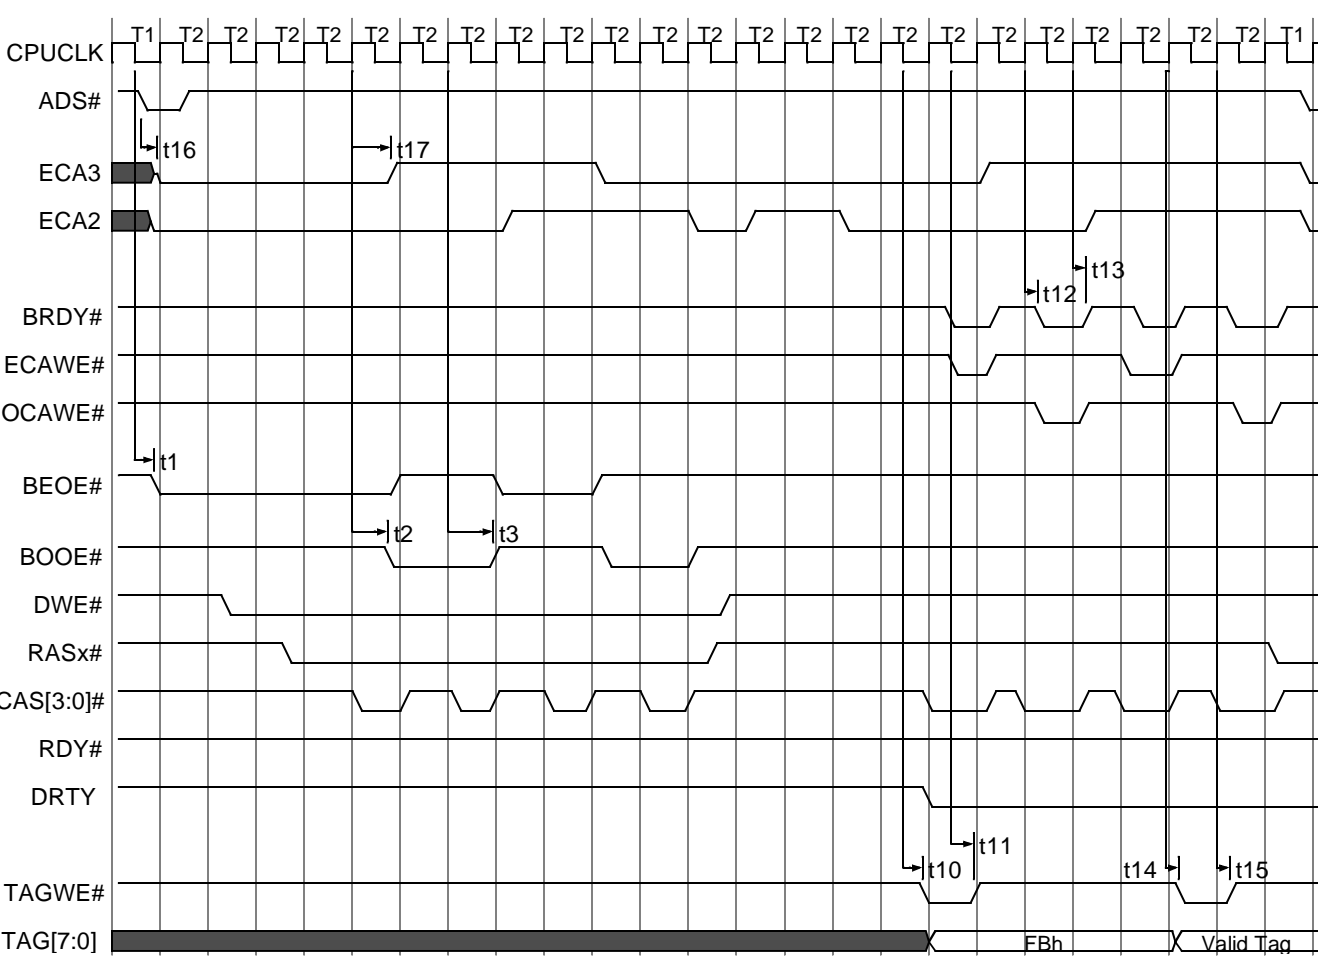 T1 T2 T2 T2 T2 T2 T2 T2 T2 T2 T2 T2 T2 T2 T2 T2 T2 T2 T2 T2 T2 T2 T2 T2 T1
CPUCLK
ADS#
t16 t17
ECA3
ECA2
t13
t12
BRDY#
ECAWE#
OCAWE#
t1
BEOE#
t2 t3
BOOE#
DWE#
RASx#
CAS[3:0]#
RDY#
DRTY
t11
t10 t14 t15
TAGWE#
TAG[7:0] FBh Valid Tag